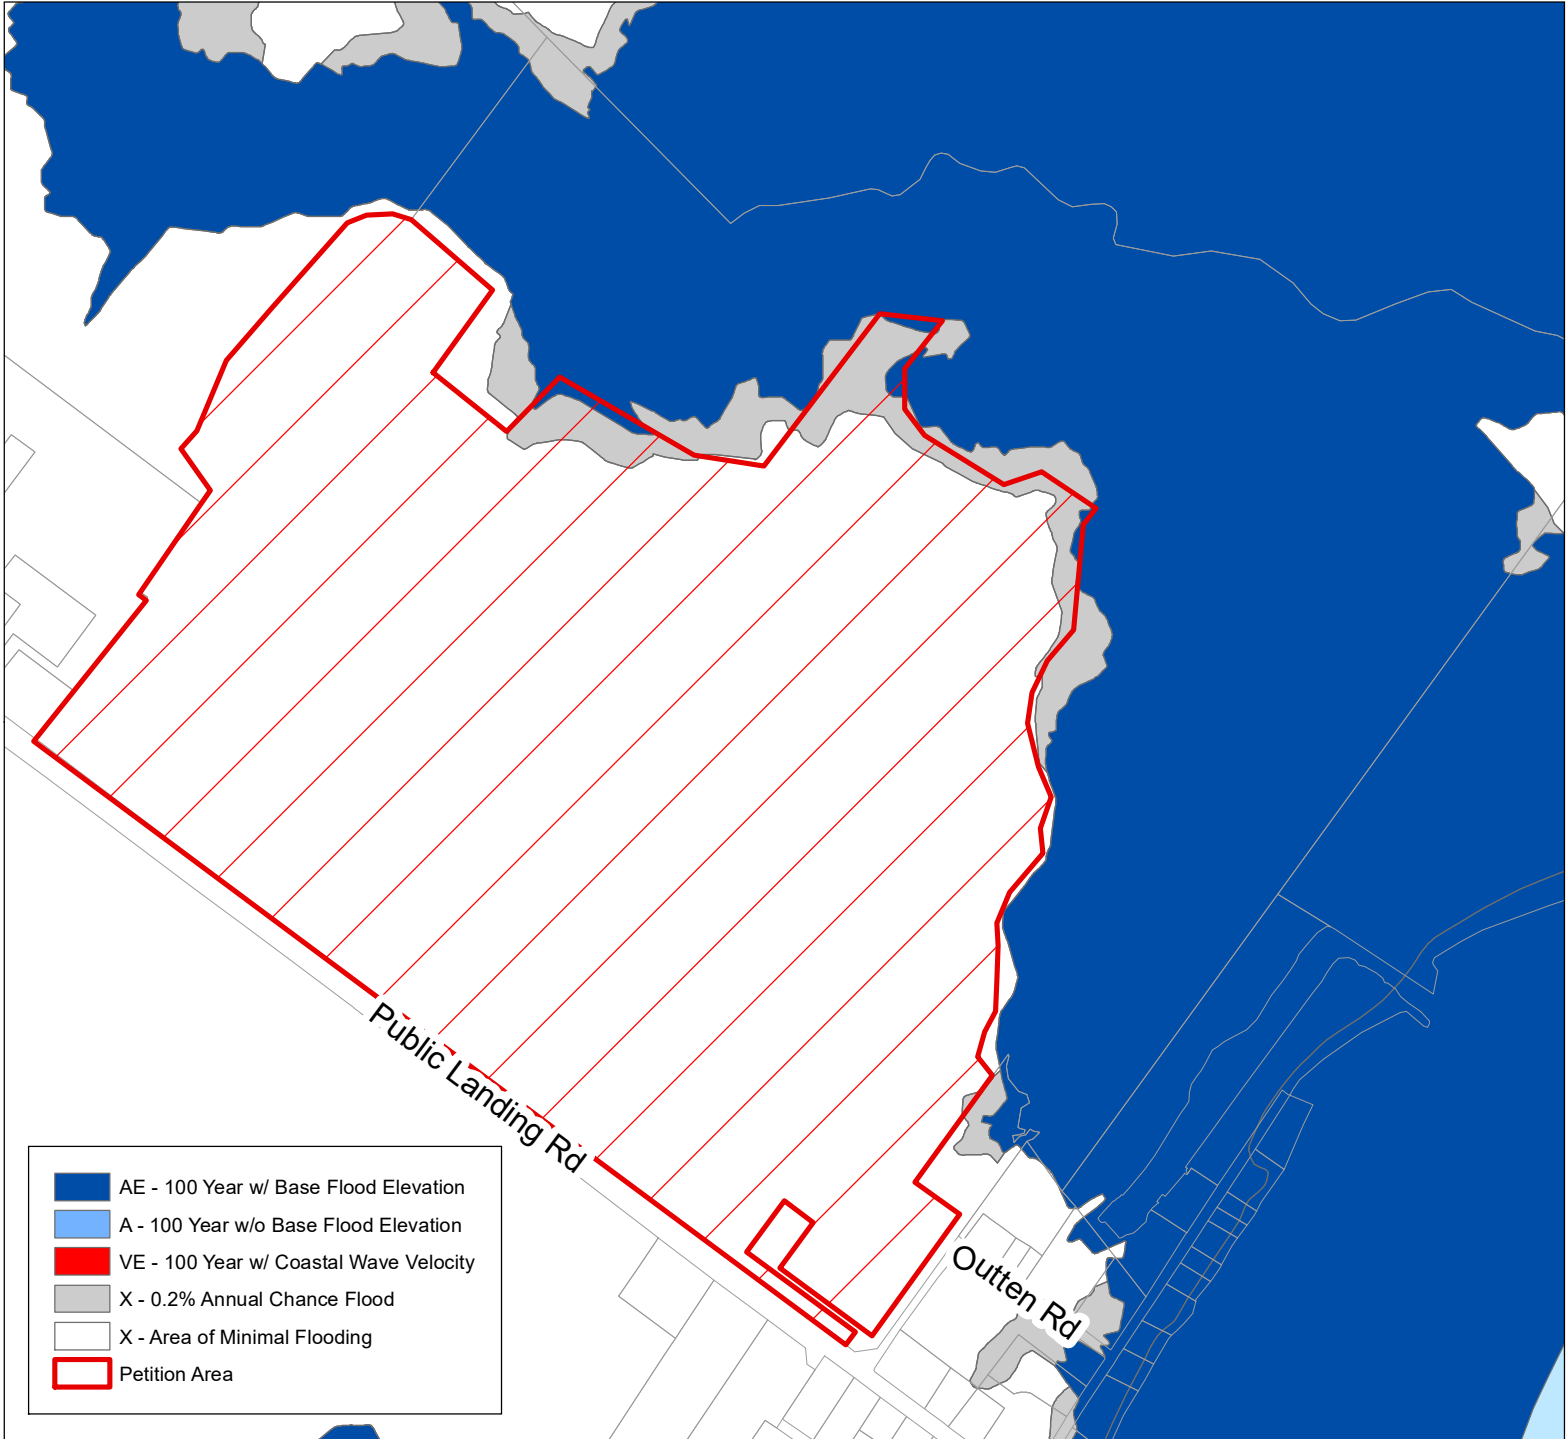 Public Landing Rd
Outten Rd
AE - 100 Year w/ Base Flood Elevation
A - 100 Year w/o Base Flood Elevation
VE - 100 Year w/ Coastal Wave Velocity
X - 0.2% Annual Chance Flood
X - Area of Minimal Flooding
Petition Area